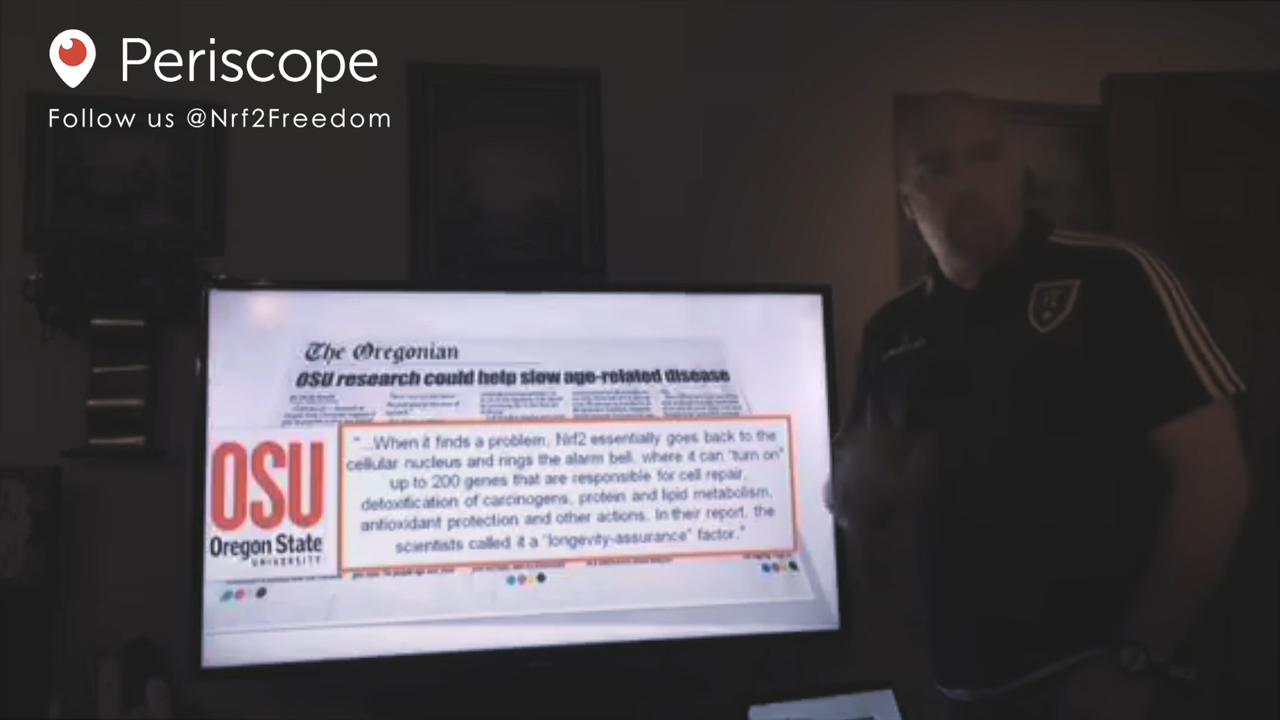 Periscope
Follow us @Nrf2Freedom
The Oregonian
OSU research could help slow age-related disease
"...When it finds a problem, Nrf2 essentially goes back to the
cellular nucleus and rings the alarm bell, where it can "turn on"
up to 200 genes that are responsible for cell repair,
detoxification of carcinogens, protein and lipid metabolism,
antioxidant protection and other actions. In their report, the
scientists called it a "longevity-assurance" factor."
OSU
Oregon State
UNIVERSITY